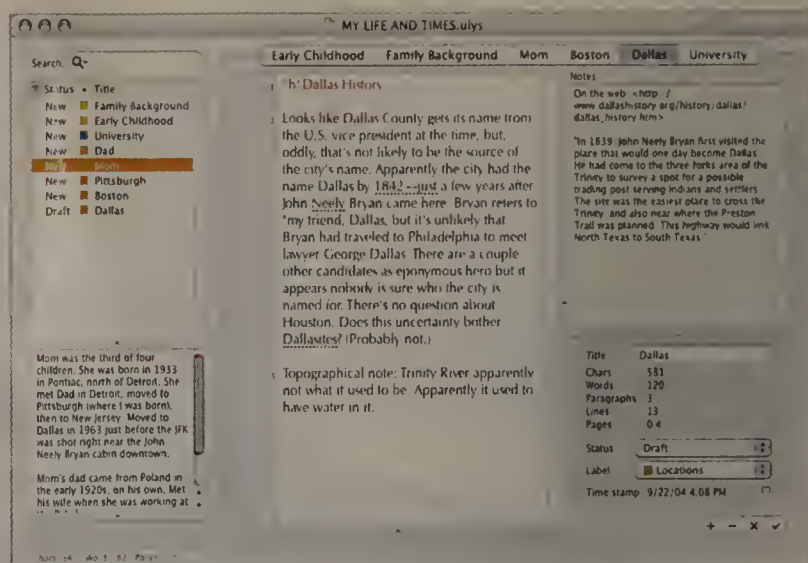 MY LIFE AND TIMES.ulys
Search:
Early Childhood Family Background Mom Boston Dallas University
Status • Title
New Family Background
New Early Childhood
New University
New Dad
New Mom
New Pittsburgh
New Boston
Draft Dallas
Mom was the third of four
children. She was born in 1933
in Pontiac, north of Detroit. She
met Dad in Detroit, moved to
Pittsburgh (where I was born),
then to New Jersey. Moved to
Dallas in 1963 just before the JFK
was shot right near the John
Neely Bryan cabin downtown.
Mom's dad came from Poland in
the early 1920s, on his own. Met
his wife when she was working at
1 "h" Dallas History
2 Looks like Dallas County gets its name from
the U.S. vice president at the time, but,
oddly, that's not likely to be the source of
the city's name. Apparently the city had the
name Dallas by 1842--just a few years after
John Neely Bryan came here. Bryan refers to
"my friend, Dallas, but it's unlikely that
Bryan had traveled to Philadelphia to meet
lawyer George Dallas. There are a couple
other candidates as eponymous hero but it
appears nobody is sure who the city is
named for. There's no question about
Houston. Does this uncertainty bother
Dallasites? (Probably not.)
3 Topographical note: Trinity River apparently
not what it used to be. Apparently it used to
have water in it.
Notes
On the web: <http:/
www.dallashistory.org/history/dallas/
dallas_history.htm>
"In 1839, John Neely Bryan first visited the
place that would one day become Dallas.
He had come to the three forks area of the
Trinity to survey a spot for a possible
trading post serving Indians and settlers.
The site was the easiest place to cross the
Trinity, and also near where the Preston
Trail was planned. This highway would link
North Texas to South Texas."
Title Dallas
Chars 581
Words 120
Paragraphs 3
Lines 13
Pages 0.4
Status Draft
Label Locations
Time stamp 9/22/04 4:08 PM